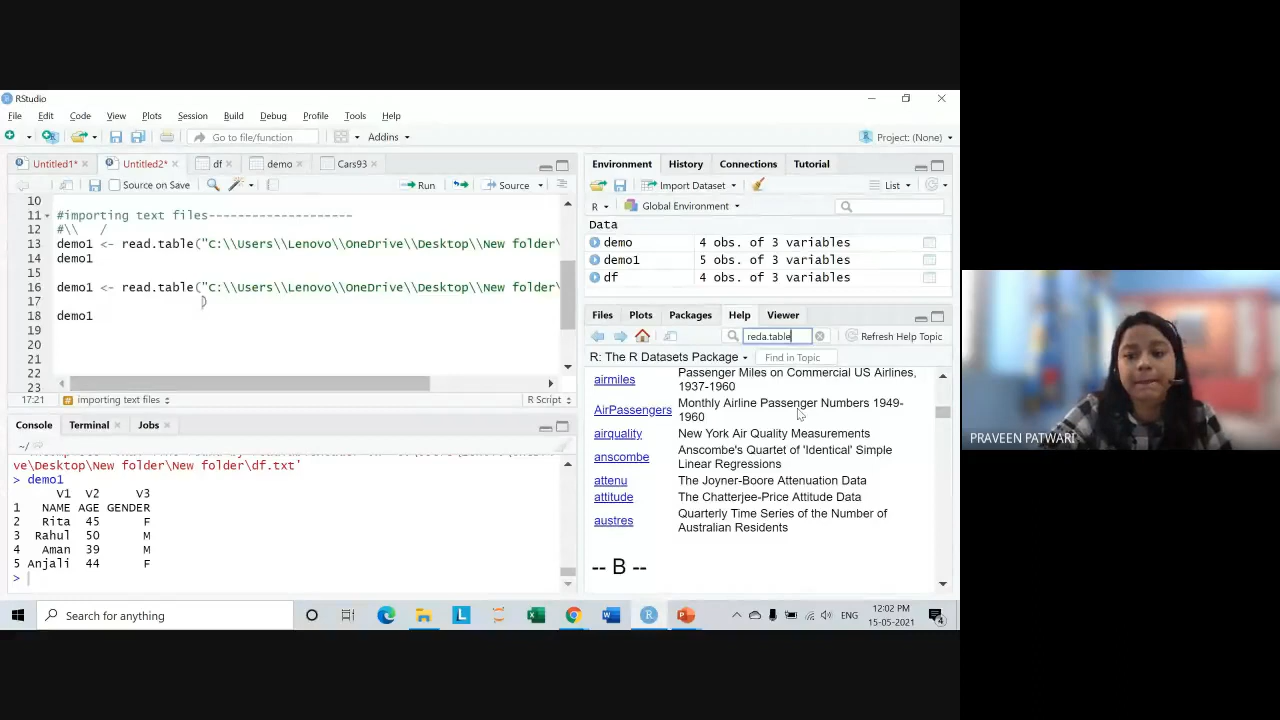 RStudio
File Edit Code View Plots Session Build Debug Profile Tools Help
Go to file/function Addins Project: (None)
Untitled1* Untitled2* df demo Cars93
Source on Save Run Source
10
11 #importing text files--------------------
12 #\\ /
13 demo1 <- read.table("C:\\Users\\Lenovo\\OneDrive\\Desktop\\New folder\
14 demo1
15
16 demo1 <- read.table("C:\\Users\\Lenovo\\OneDrive\\Desktop\\New folder\
17 )
18 demo1
19
20
21
22
23
17:21 importing text files R Script
Console Terminal Jobs
~/
ve\Desktop\New folder\New folder\df.txt'
> demo1
V1 V2 V3
1 NAME AGE GENDER
2 Rita 45 F
3 Rahul 50 M
4 Aman 39 M
5 Anjali 44 F
>
Environment History Connections Tutorial
Import Dataset List
R Global Environment
Data
demo 4 obs. of 3 variables
demo1 5 obs. of 3 variables
df 4 obs. of 3 variables
Files Plots Packages Help Viewer
reda.table Refresh Help Topic
R: The R Datasets Package Find in Topic
airmiles Passenger Miles on Commercial US Airlines,
1937-1960
AirPassengers Monthly Airline Passenger Numbers 1949-
1960
airquality New York Air Quality Measurements
anscombe Anscombe's Quartet of 'Identical' Simple
Linear Regressions
attenu The Joyner-Boore Attenuation Data
attitude The Chatterjee-Price Attitude Data
austres Quarterly Time Series of the Number of
Australian Residents
-- B --
PRAVEEN PATWARI
Search for anything
ENG
12:02 PM
15-05-2021
4